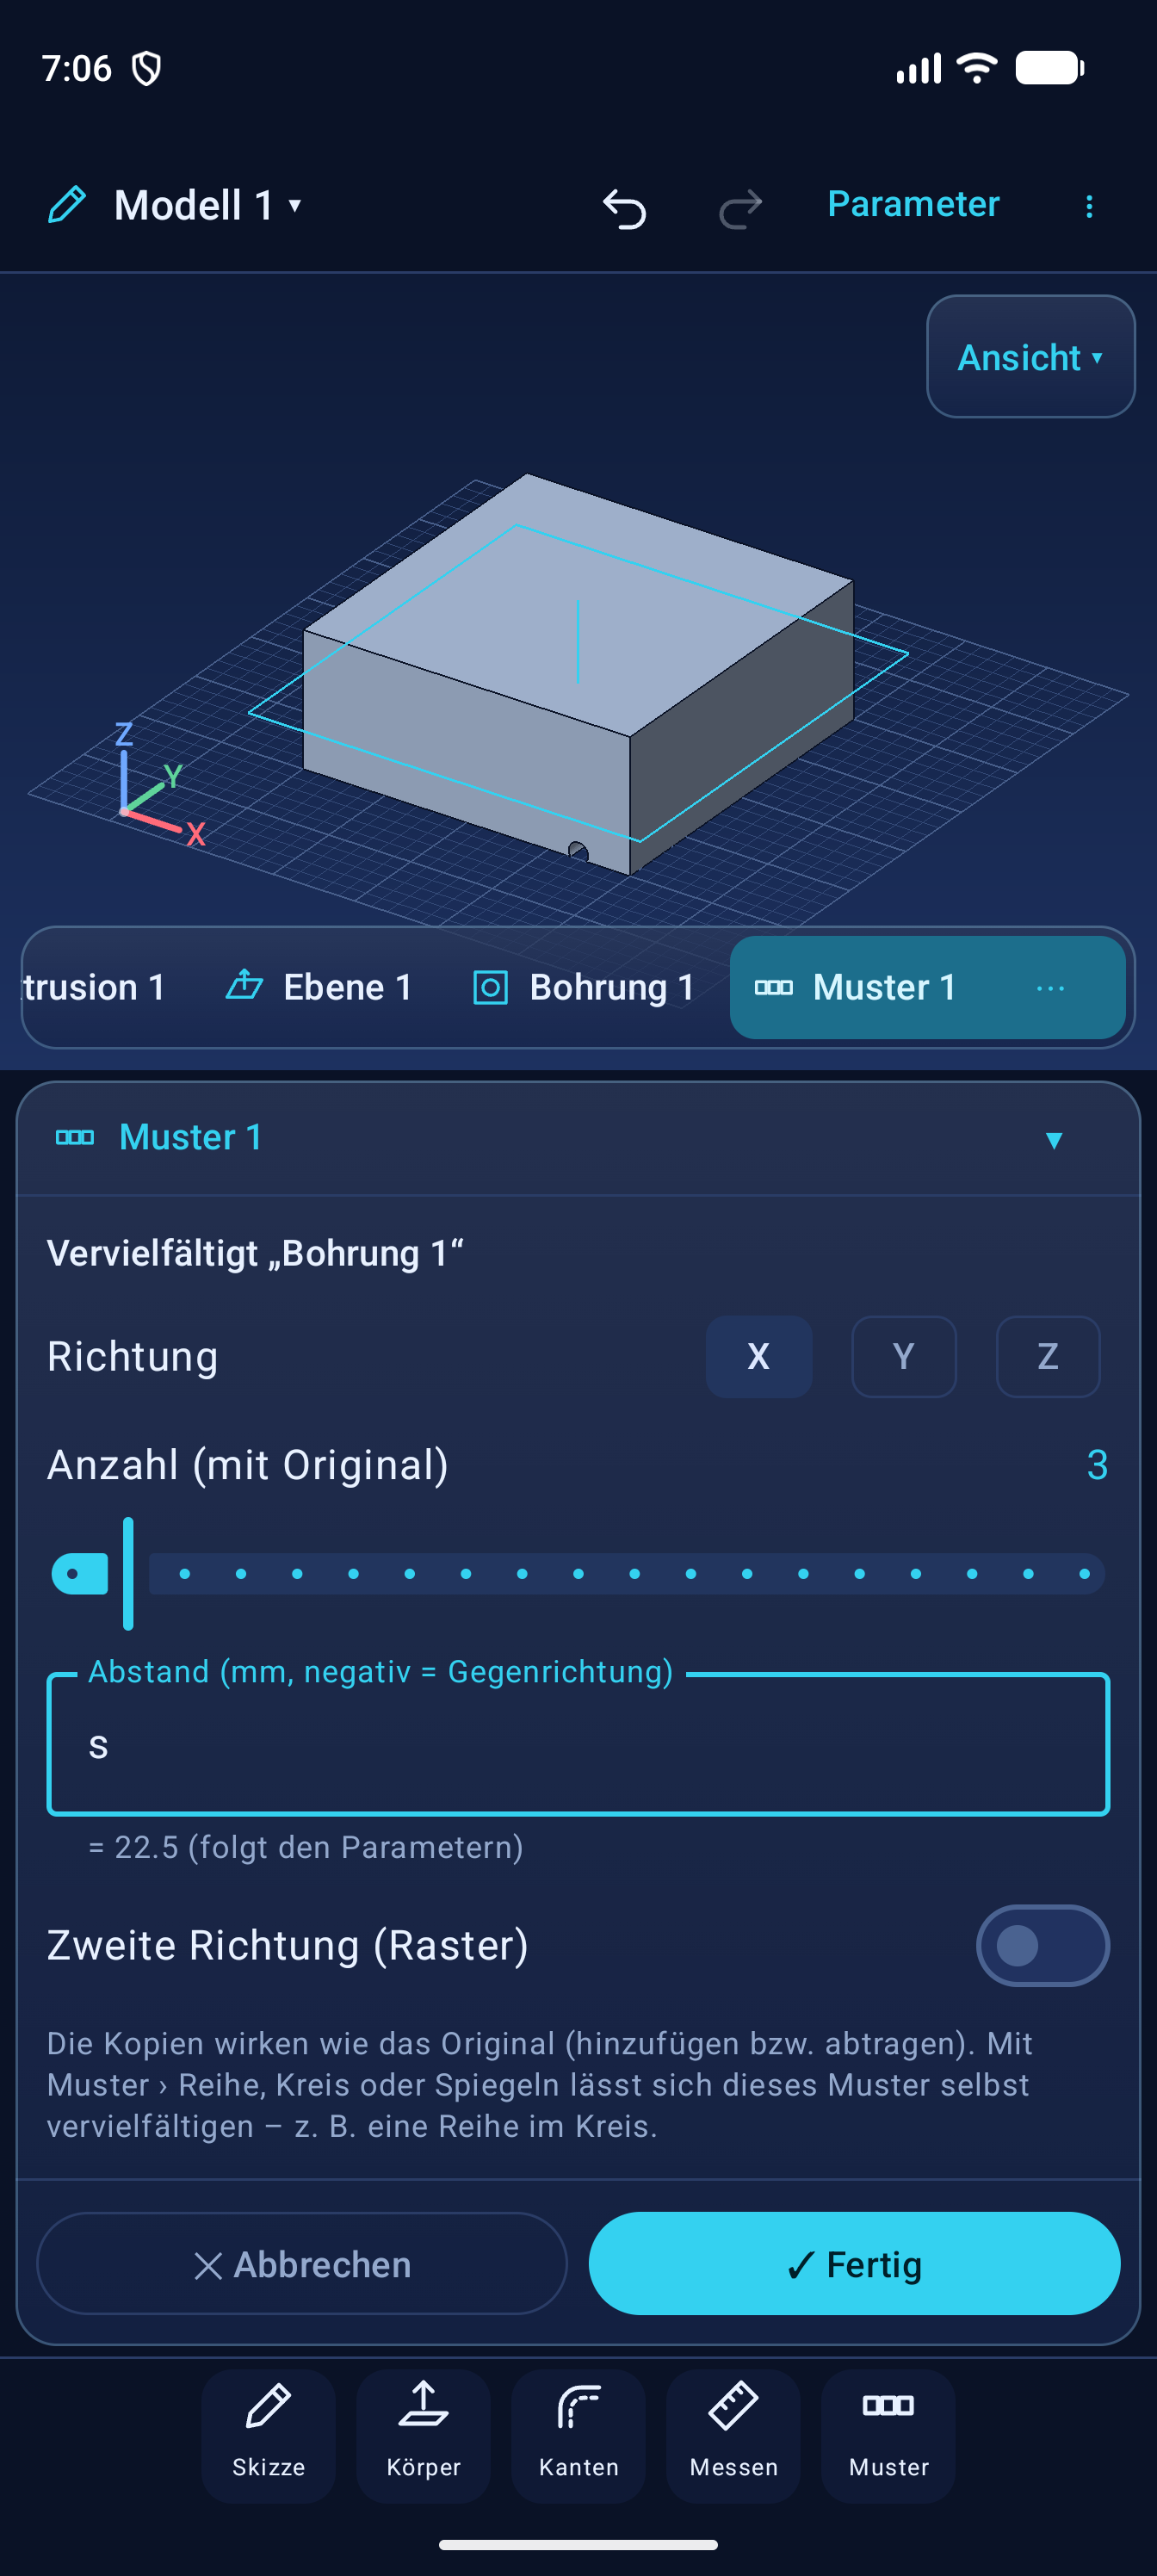 7:06
Modell 1 ▾
Parameter
Ansicht ▾
Z
Y
X
trusion 1
Ebene 1
Bohrung 1
Muster 1
...
Muster 1
Vervielfältigt „Bohrung 1“
Richtung
X
Y
Z
Anzahl (mit Original)
3
Abstand (mm, negativ = Gegenrichtung)
s
= 22.5 (folgt den Parametern)
Zweite Richtung (Raster)
Die Kopien wirken wie das Original (hinzufügen bzw. abtragen). Mit
Muster › Reihe, Kreis oder Spiegeln lässt sich dieses Muster selbst
vervielfältigen – z. B. eine Reihe im Kreis.
✕ Abbrechen
✓ Fertig
Skizze
Körper
Kanten
Messen
Muster